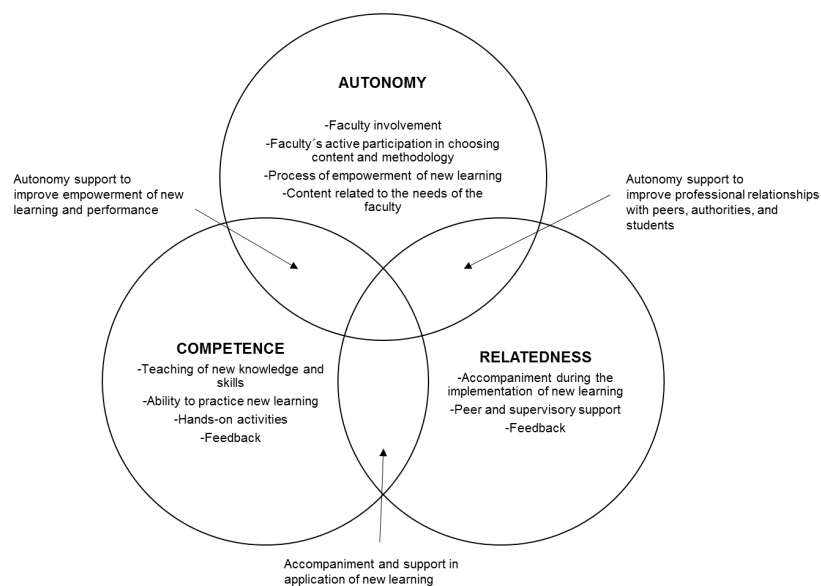 AUTONOMY
-Faculty involvement
-Faculty´s active participation in choosing
content and methodology
-Process of empowerment of new learning
-Content related to the needs of the
faculty
Autonomy support to
improve empowerment of new
learning and performance
Autonomy support to
improve professional relationships
with peers, authorities, and
students
COMPETENCE
-Teaching of new knowledge and
skills
-Ability to practice new learning
-Hands-on activities
-Feedback
RELATEDNESS
-Accompaniment during the
implementation of new learning
-Peer and supervisory support
-Feedback
Accompaniment and support in
application of new learning